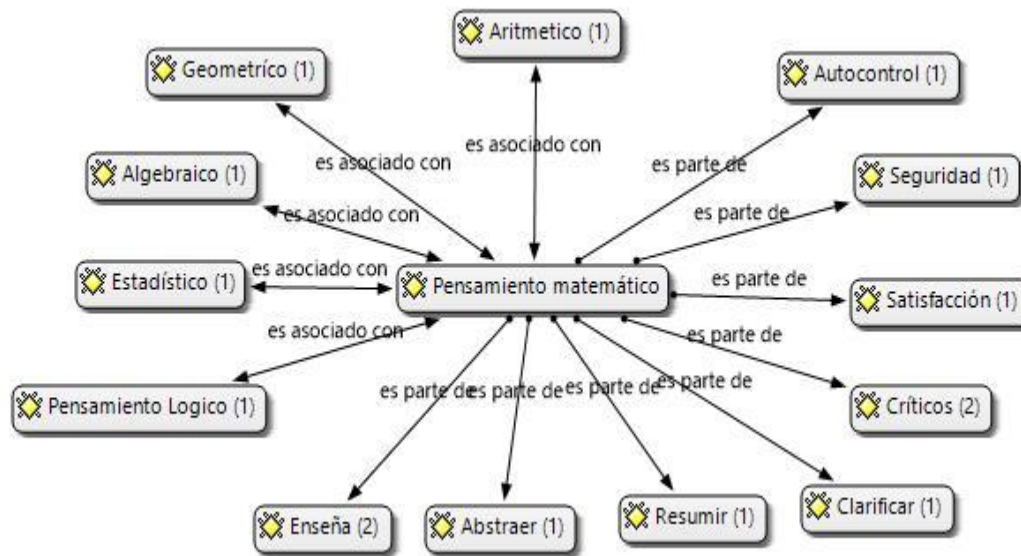 Aritmetico (1)
Geometríco (1)
Autocontrol (1)
es asociado con
es asociado con
es parte de
Algebraico (1)
Seguridad (1)
es asociado con
es parte de
Estadístico (1)
es asociado con
Pensamiento matemático
es parte de
Satisfacción (1)
es asociado con
es parte de
Pensamiento Logico (1)
es parte de
es parte de
es parte de
es parte de
Críticos (2)
Enseña (2)
Abstraer (1)
Resumir (1)
Clarificar (1)